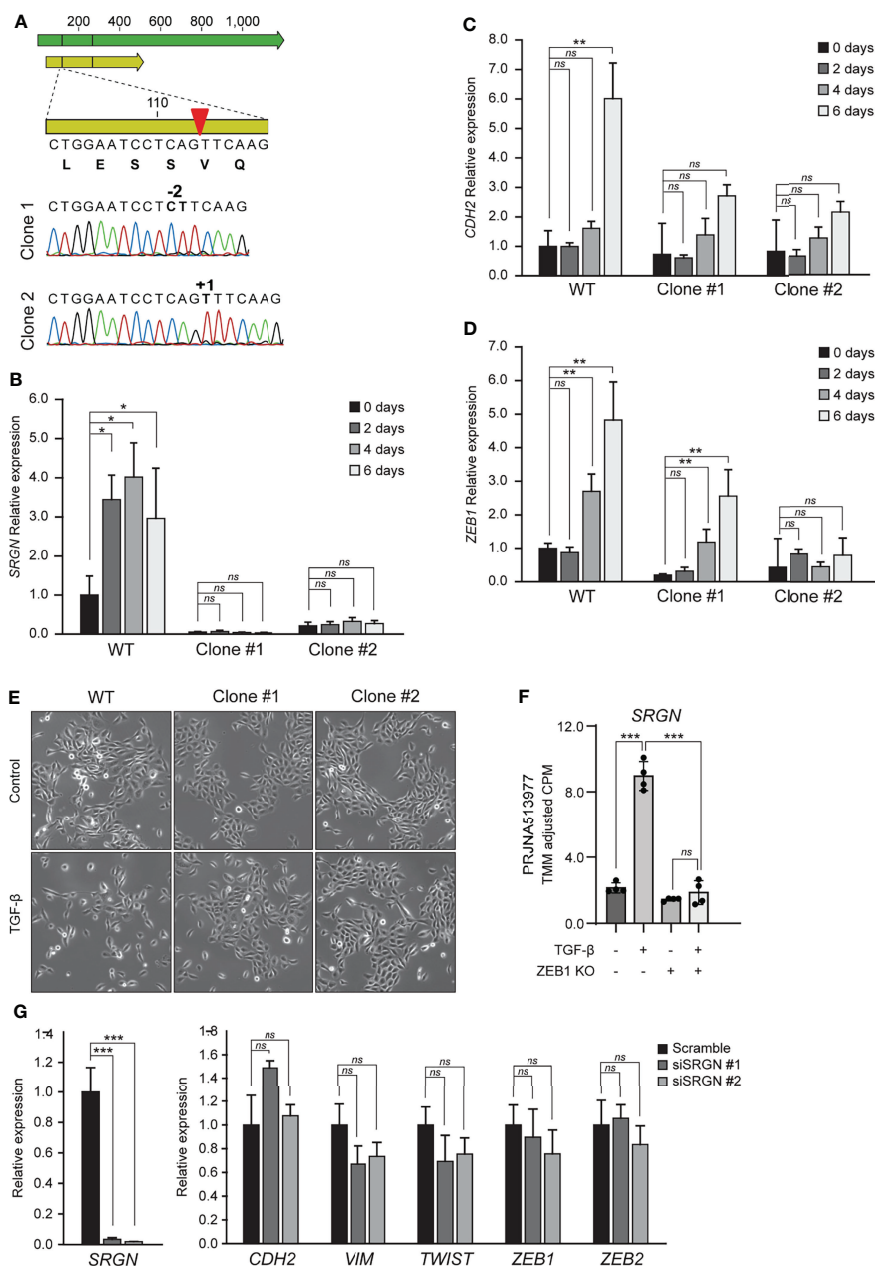 A
200 400 600 800 1,000
110
CTGGAATCCTCAGTTCAAG
L E S S V Q
-2
CTGGAATCCTCTTCAAG
Clone 1
+1
CTGGAATCCTCAGTTTCAAG
Clone 2
B
SRGN Relative expression
6.0
5.0
4.0
3.0
2.0
1.0
0.0
* * *
ns ns ns
ns ns ns
0 days
2 days
4 days
6 days
WT Clone #1 Clone #2
C
CDH2 Relative expression
8.0
7.0
6.0
5.0
4.0
3.0
2.0
1.0
0.0
** ns ns
ns ns ns
ns ns ns
0 days
2 days
4 days
6 days
WT Clone #1 Clone #2
D
ZEB1 Relative expression
7.0
6.0
5.0
4.0
3.0
2.0
1.0
0.0
** ** ns
** ** ns
ns ns ns
0 days
2 days
4 days
6 days
WT Clone #1 Clone #2
E
WT Clone #1 Clone #2
Control
TGF-β
F
SRGN
PRJNA513977
TMM adjusted CPM
12.0
8.0
4.0
2.0
0.0
*** ***
ns
TGF-β - + - +
ZEB1 KO - - + +
G
Relative expression
1.4
1.2
1.0
0.8
0.6
0.4
0.2
0.0
***
***
SRGN
Relative expression
1.8
1.6
1.4
1.2
1.0
0.8
0.6
0.4
0.2
0.0
ns ns ns ns ns
ns ns ns ns ns
Scramble
siSRGN #1
siSRGN #2
CDH2 VIM TWIST ZEB1 ZEB2